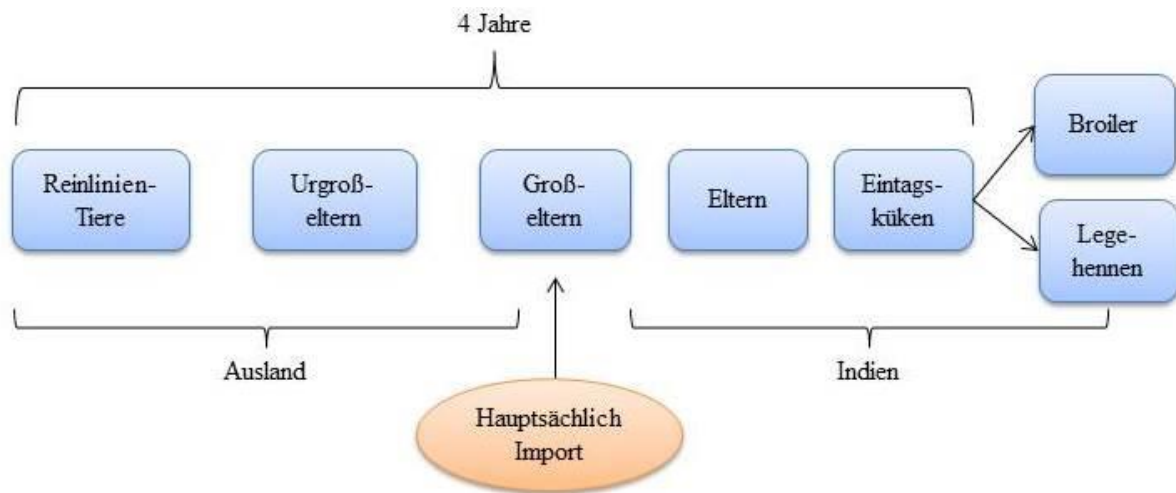 4 Jahre
Reinlinien-
Tiere
Urgroß-
eltern
Groß-
eltern
Eltern
Eintags-
küken
Broiler
Lege-
hennen
Ausland
Indien
Hauptsächlich
Import